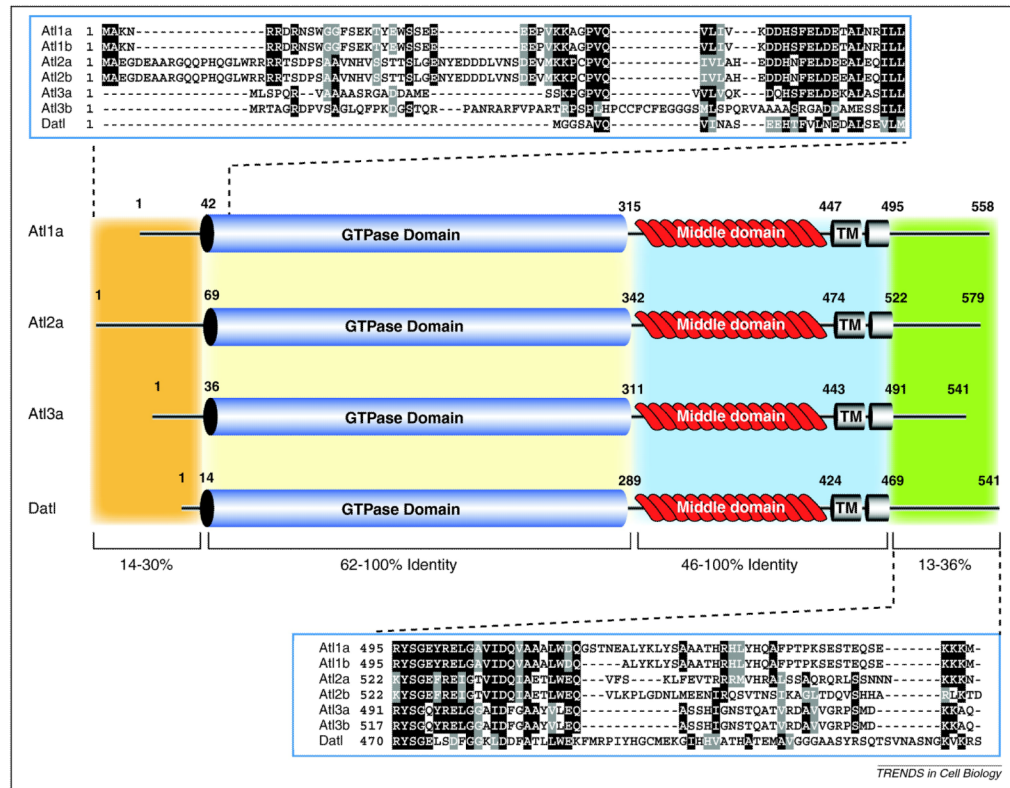 Atl1a 1 MAKN----------------RRDRNSWGGFSEKTYEWSSEE----------EEPVKKAGPVQ-----------VLIV--KDDHSFELDETALNRILL
Atl1b 1 MAKN----------------RRDRNSWGGFSEKTYEWSSEE----------EEPVKKAGPVQ-----------VLIV--KDDHSFELDETALNRILL
Atl2a 1 MAEGDEAARGQQPHQGLWRRRRTSDPSAAVNHVSSTTSLGENYEDDDLVNSDEVMKKPCPVQ-----------IVLAH-EDDHNFELDEEALEQILL
Atl2b 1 MAEGDEAARGQQPHQGLWRRRRTSDPSAAVNHVSSTTSLGENYEDDDLVNSDEVMKKPCPVQ-----------IVLAH-EDDHNFELDEEALEQILL
Atl3a 1 ------------------MLSPQR-VAAAASRGADDAME------------SSKPGPVQ-----------VVLVQK--DQHSFELDEKALASILL
Atl3b 1 ----------------MRTAGRDPVSAGLQFPKDGSTQR-----PANRARFVPARTRPSPLHPCCFCFEGGGSMLSPQRVAAAASRGADDAMESSILL
Datl 1 ------------------------------------------------------MGGSAVQ-----------VINAS--EEHTFVLNEDALSEVLM
1 42 315 447 495 558
Atl1a GTPase Domain Middle domain TM
1 69 342 474 522 579
Atl2a GTPase Domain Middle domain TM
1 36 311 443 491 541
Atl3a GTPase Domain Middle domain TM
1 14 289 424 469 541
Datl GTPase Domain Middle domain TM
14-30% 62-100% Identity 46-100% Identity 13-36%
Atl1a 495 RYSGEYRELGAVIDQVAAALWDQGSTNEALYKLYSAAATHRHLYHQAFPTPKSESTEQSE------KKKM-
Atl1b 495 RYSGEYRELGAVIDQVAAALWDQ-----ALYKLYSAAATHRHLYHQAFPTPKSESTEQSE------KKKM-
Atl2a 522 KYSGEFREIGTVIDQIAETLWEQ---VFS---KLFEVTRRRMVHRALSSAQRQRLSSNNN------KKKN-
Atl2b 522 KYSGEFREIGTVIDQIAETLWEQ---VLKPLGDNLMEENIRQSVTNSIKAGLTDQVSHHA------RLKTD
Atl3a 491 RYSGQYRELGGAIDFGAAYVLEQ----------ASSHIGNSTQATVRDAVVGRPSMD--------KKAQ-
Atl3b 517 RYSGQYRELGGAIDFGAAYVLEQ----------ASSHIGNSTQATVRDAVVGRPSMD--------KKAQ-
Datl 470 RYSGELSDFGGKLDDFATLLWEKFMRPIYHGCMEKGIHHVATHATEMAVGGGAASYRSQTSVNASNGKVKRS
TRENDS in Cell Biology